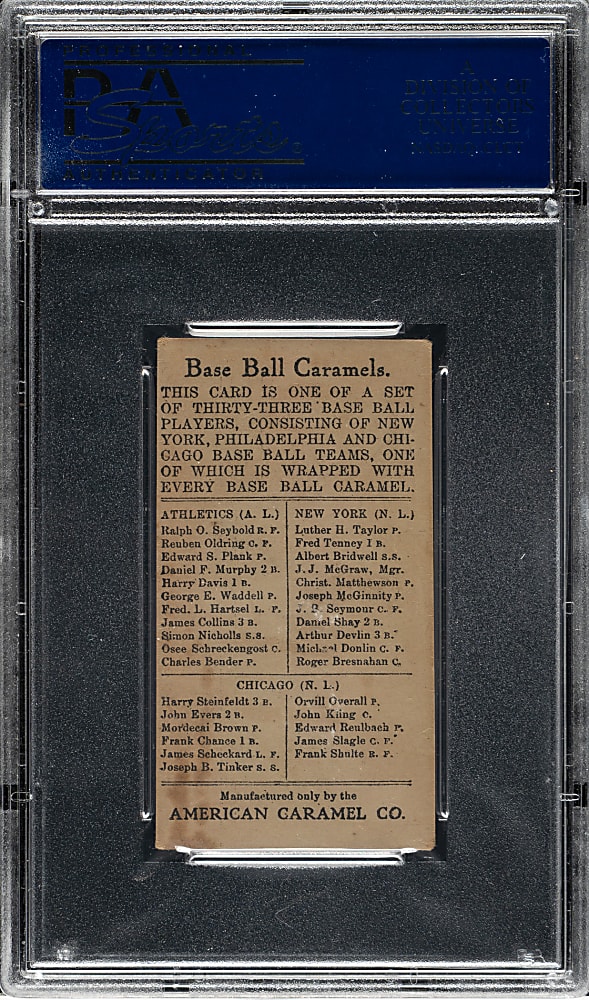 PROFESSIONAL
PSA
Sports
AUTHENTICATOR
A
DIVISION OF
COLLECTORS
UNIVERSE
NASDAQ: CLCT
Base Ball Caramels.
THIS CARD IS ONE OF A SET
OF THIRTY-THREE BASE BALL
PLAYERS, CONSISTING OF NEW
YORK, PHILADELPHIA AND CHI-
CAGO BASE BALL TEAMS, ONE
OF WHICH IS WRAPPED WITH
EVERY BASE BALL CARAMEL.
ATHLETICS (A. L.)
Ralph O. Seybold R. F.
Reuben Oldring C. F.
Edward S. Plank P.
Daniel F. Murphy 2 B.
Harry Davis 1 B.
George E. Waddell P.
Fred. L. Hartsel L. F.
James Collins 3 B.
Simon Nicholls S.S.
Osee Schreckengost C.
Charles Bender P.
NEW YORK (N. L.)
Luther H. Taylor P.
Fred Tenney 1 B.
Albert Bridwell S.S.
J. J. McGraw, Mgr.
Christ. Matthewson P.
Joseph McGinnity P.
J. B. Seymour C. F.
Daniel Shay 2 B.
Arthur Devlin 3 B.
Michael Donlin C. F.
Roger Bresnahan C.
CHICAGO (N. L.)
Harry Steinfeldt 3 B.
John Evers 2 B.
Mordecai Brown P.
Frank Chance 1 B.
James Scheckard L. F.
Joseph B. Tinker S. S.
Orvill Overall P.
John Kling C.
Edward Reulbach P.
James Slagle C. F.
Frank Shulte R. F.
Manufactured only by the
AMERICAN CARAMEL CO.